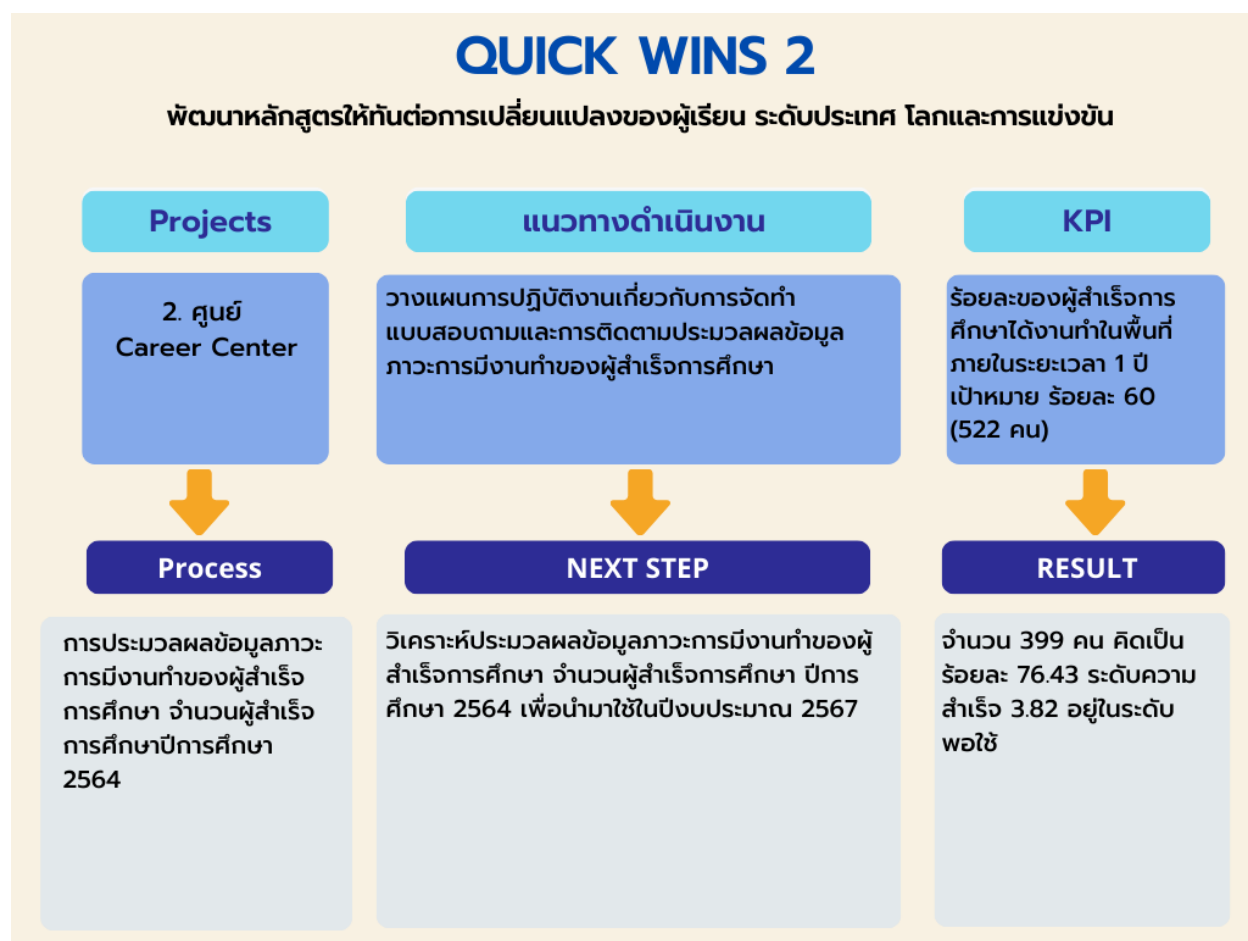 QUICK WINS 2
พัฒนาหลักสูตรให้ทันต่อการเปลี่ยนแปลงของผู้เรียน ระดับประเทศ โลกและการแข่งขัน
Projects
แนวทางดำเนินงาน
KPI
2. ศูนย์
Career Center
วางแผนการปฏิบัติงานเกี่ยวกับการจัดทำ
แบบสอบถามและการติดตามประมวลผลข้อมูล
ภาวะการมีงานทำของผู้สำเร็จการศึกษา
ร้อยละของผู้สำเร็จการ
ศึกษาได้งานทำในพื้นที่
ภายในระยะเวลา 1 ปี
เป้าหมาย ร้อยละ 60
(522 คน)
Process
NEXT STEP
RESULT
การประมวลผลข้อมูลภาวะ
การมีงานทำของผู้สำเร็จ
การศึกษา จำนวนผู้สำเร็จ
การศึกษาปีการศึกษา
2564
วิเคราะห์ประมวลผลข้อมูลภาวะการมีงานทำของผู้
สำเร็จการศึกษา จำนวนผู้สำเร็จการศึกษา ปีการ
ศึกษา 2564 เพื่อนำมาใช้ในปีงบประมาณ 2567
จำนวน 399 คน คิดเป็น
ร้อยละ 76.43 ระดับความ
สำเร็จ 3.82 อยู่ในระดับ
พอใช้